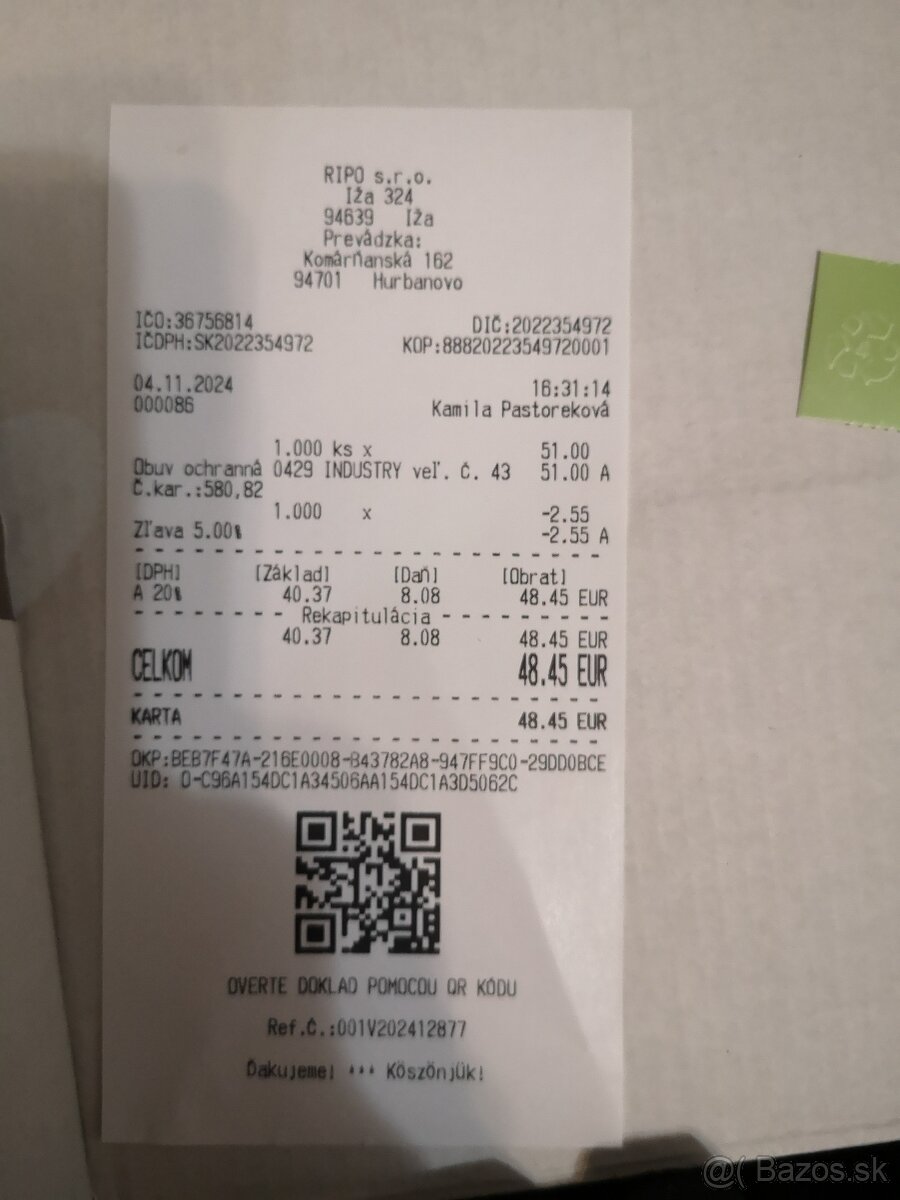 RIPO s.r.o.
Iža 324
94639 Iža
Prevádzka:
Komárňanská 162
94701 Hurbanovo
IČO:36756814 DIČ:2022354972
IČDPH:SK2022354972 KOP:88820223549720001
04.11.2024 16:31:14
000086 Kamila Pastoreková
1.000 ks x 51.00
Obuv ochranná 0429 INDUSTRY veľ. č. 43 51.00 A
Č.kar.:580,82
1.000 x -2.55
Zľava 5.00% -2.55 A
[DPH] [Základ] [Daň] [Obrat]
A 20% 40.37 8.08 48.45 EUR
- - - - - - - - Rekapitulácia - - - - - - - - -
40.37 8.08 48.45 EUR
CELKOM 48.45 EUR
KARTA 48.45 EUR
OKP:BEB7F47A-216E0008-B43782A8-947FF9C0-29DD0BCE
UID: O-C96A154DC1A34506AA154DC1A3D5062C
OVERTE DOKLAD POMOCOU QR KÓDU
Ref.Č.:001V202412877
Ďakujeme! *** Köszönjük!
@( Bazos.sk